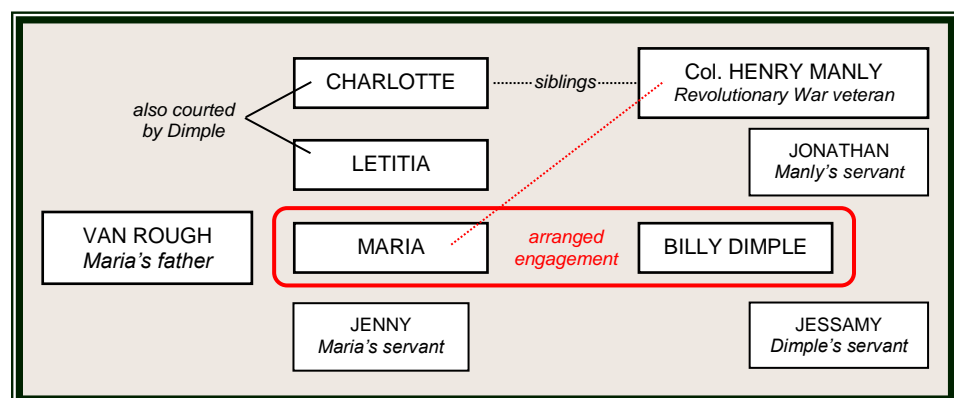 CHARLOTTE
siblings
Col. HENRY MANLY
Revolutionary War veteran
also courted
by Dimple
LETITIA
JONATHAN
Manly's servant
VAN ROUGH
Maria's father
MARIA
arranged
engagement
BILLY DIMPLE
JENNY
Maria's servant
JESSAMY
Dimple's servant